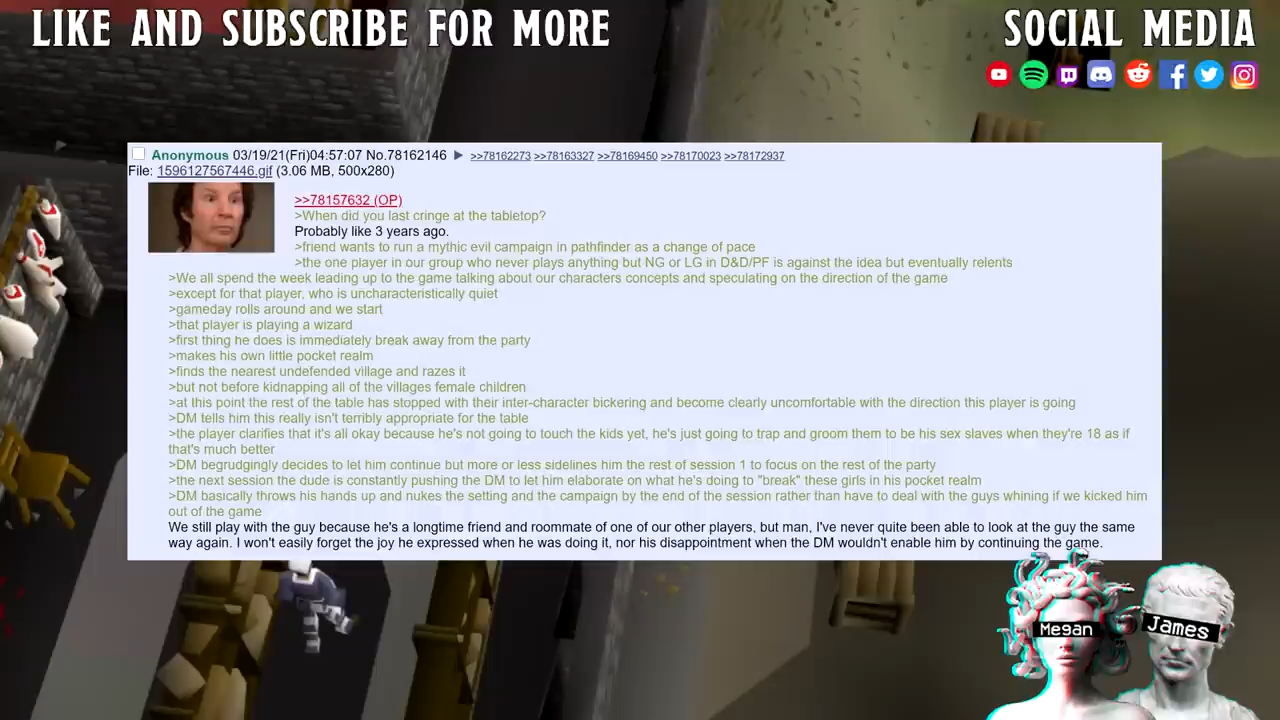 LIKE AND SUBSCRIBE FOR MORE
SOCIAL MEDIA
Anonymous 03/19/21(Fri)04:57:07 No.78162146 ▶ >>78162273 >>78163327 >>78169450 >>78170023 >>78172937
File: 1596127567446.gif (3.06 MB, 500x280)
>>78157632 (OP)
>When did you last cringe at the tabletop?
Probably like 3 years ago.
>friend wants to run a mythic evil campaign in pathfinder as a change of pace
>the one player in our group who never plays anything but NG or LG in D&D/PF is against the idea but eventually relents
>We all spend the week leading up to the game talking about our characters concepts and speculating on the direction of the game
>except for that player, who is uncharacteristically quiet
>gameday rolls around and we start
>that player is playing a wizard
>first thing he does is immediately break away from the party
>makes his own little pocket realm
>finds the nearest undefended village and razes it
>but not before kidnapping all of the villages female children
>at this point the rest of the table has stopped with their inter-character bickering and become clearly uncomfortable with the direction this player is going
>DM tells him this really isn't terribly appropriate for the table
>the player clarifies that it's all okay because he's not going to touch the kids yet, he's just going to trap and groom them to be his sex slaves when they're 18 as if
that's much better
>DM begrudgingly decides to let him continue but more or less sidelines him the rest of session 1 to focus on the rest of the party
>the next session the dude is constantly pushing the DM to let him elaborate on what he's doing to "break" these girls in his pocket realm
>DM basically throws his hands up and nukes the setting and the campaign by the end of the session rather than have to deal with the guys whining if we kicked him
out of the game
We still play with the guy because he's a longtime friend and roommate of one of our other players, but man, I've never quite been able to look at the guy the same
way again. I won't easily forget the joy he expressed when he was doing it, nor his disappointment when the DM wouldn't enable him by continuing the game.
Megan
James